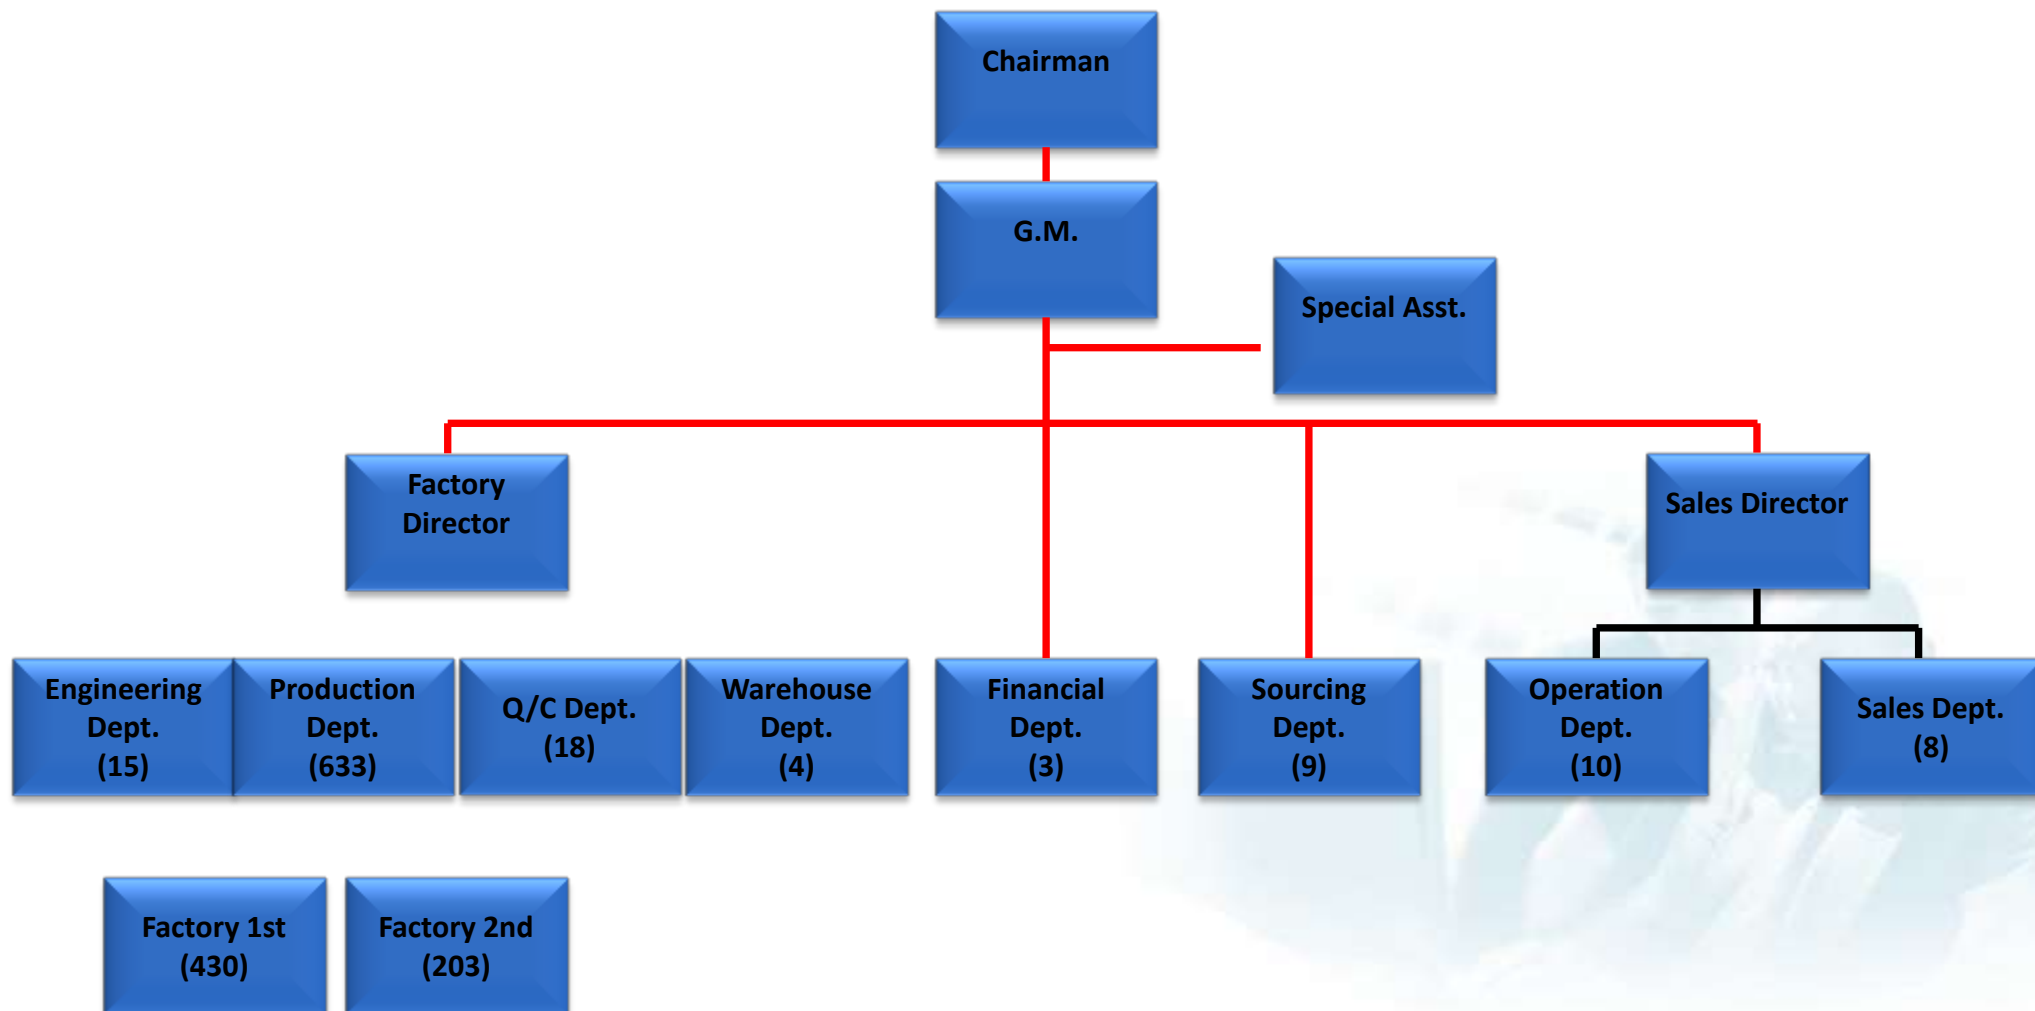 Chairman
G.M.
Special Asst.
Factory
Director
Sales Director
Engineering
Dept.
(15)
Production
Dept.
(633)
Q/C Dept.
(18)
Warehouse
Dept.
(4)
Financial
Dept.
(3)
Sourcing
Dept.
(9)
Operation
Dept.
(10)
Sales Dept.
(8)
Factory 1st
(430)
Factory 2nd
(203)